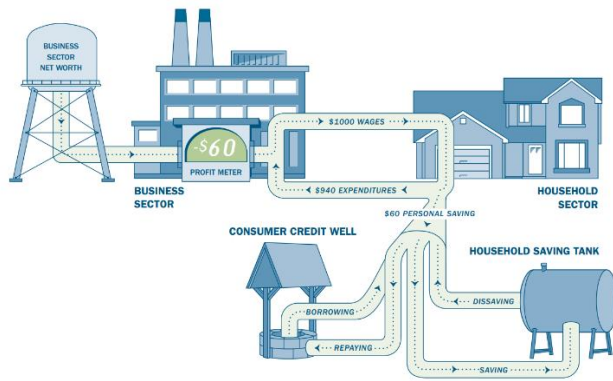 BUSINESS
SECTOR
NET WORTH
-$60
PROFIT METER
BUSINESS
SECTOR
$1000 WAGES
$940 EXPENDITURES
HOUSEHOLD
SECTOR
$60 PERSONAL SAVING
CONSUMER CREDIT WELL
HOUSEHOLD SAVING TANK
BORROWING
DISSAVING
REPAYING
SAVING